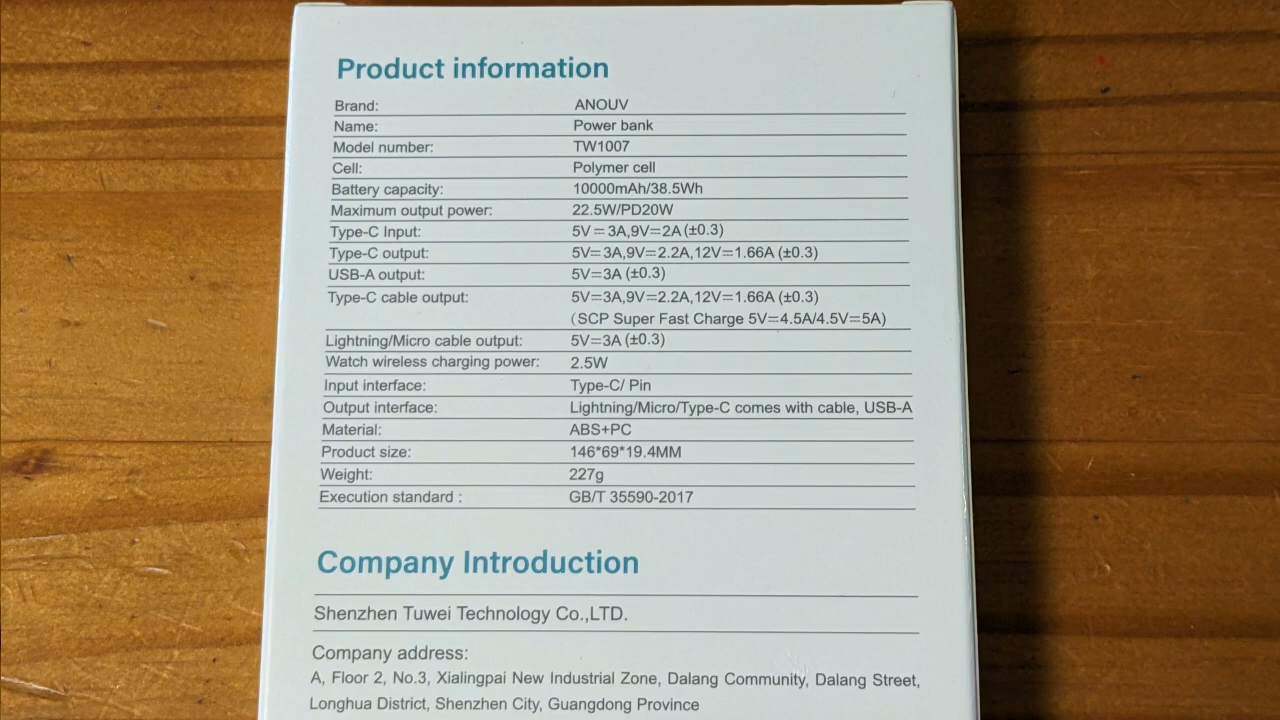 Product information
Brand: ANOUV
Name: Power bank
Model number: TW1007
Cell: Polymer cell
Battery capacity: 10000mAh/38.5Wh
Maximum output power: 22.5W/PD20W
Type-C Input: 5V=3A,9V=2A(±0.3)
Type-C output: 5V=3A,9V=2.2A,12V=1.66A (±0.3)
USB-A output: 5V=3A (±0.3)
Type-C cable output: 5V=3A,9V=2.2A,12V=1.66A (±0.3)
(SCP Super Fast Charge 5V=4.5A/4.5V=5A)
Lightning/Micro cable output: 5V=3A (±0.3)
Watch wireless charging power: 2.5W
Input interface: Type-C/ Pin
Output interface: Lightning/Micro/Type-C comes with cable, USB-A
Material: ABS+PC
Product size: 146*69*19.4MM
Weight: 227g
Execution standard : GB/T 35590-2017
Company Introduction
Shenzhen Tuwei Technology Co.,LTD.
Company address:
A, Floor 2, No.3, Xialingpai New Industrial Zone, Dalang Community, Dalang Street,
Longhua District, Shenzhen City, Guangdong Province